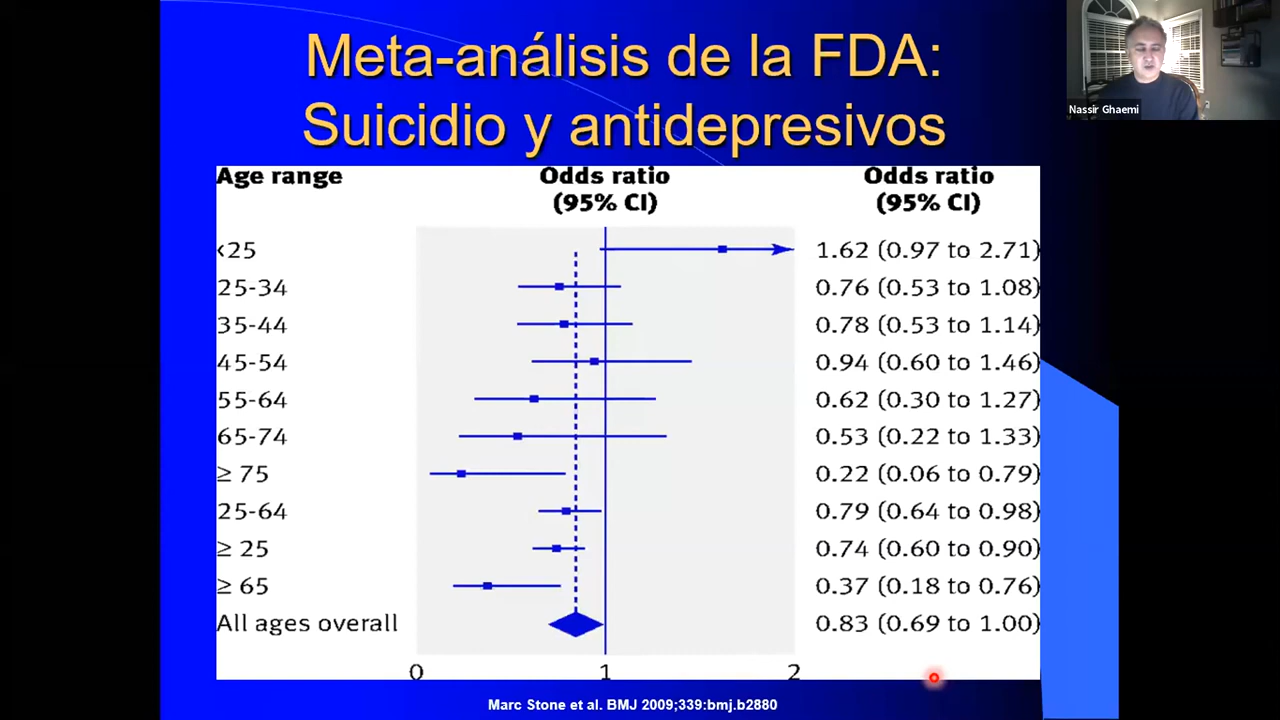 Meta-análisis de la FDA:
Suicidio y antidepresivos
Nassir Ghaemi
Age range Odds ratio (95% CI) Odds ratio (95% CI)
<25 1.62 (0.97 to 2.71)
25-34 0.76 (0.53 to 1.08)
35-44 0.78 (0.53 to 1.14)
45-54 0.94 (0.60 to 1.46)
55-64 0.62 (0.30 to 1.27)
65-74 0.53 (0.22 to 1.33)
≥ 75 0.22 (0.06 to 0.79)
25-64 0.79 (0.64 to 0.98)
≥ 25 0.74 (0.60 to 0.90)
≥ 65 0.37 (0.18 to 0.76)
All ages overall 0.83 (0.69 to 1.00)
0 1 2
Marc Stone et al. BMJ 2009;339:bmj.b2880